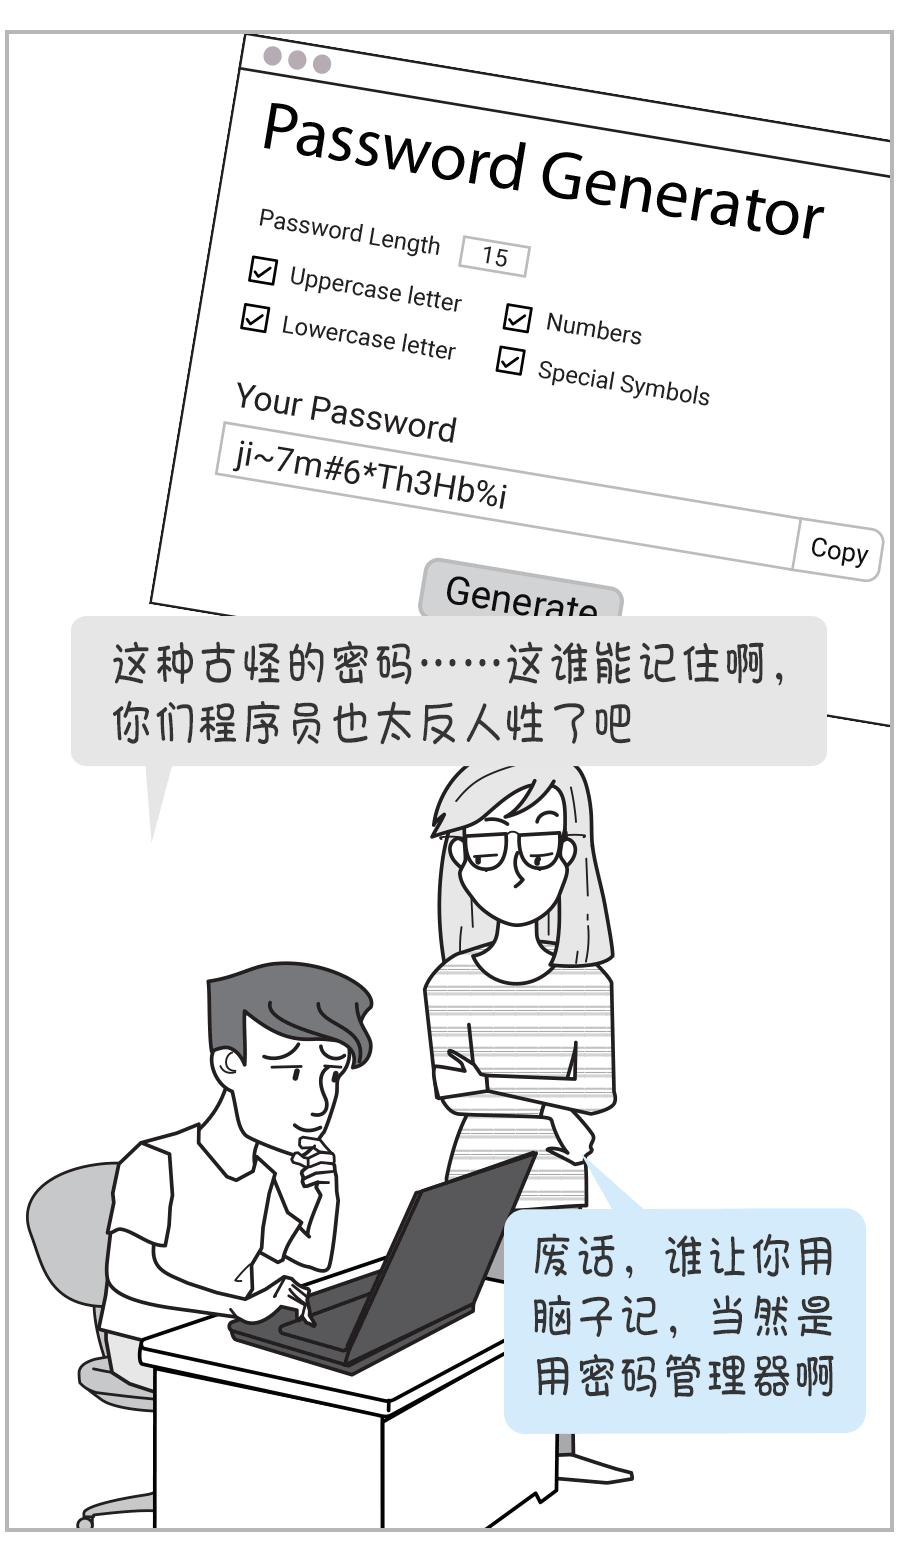 Password Generator
Password Length 15
Uppercase letter
Numbers
Lowercase letter
Special Symbols
Your Password
ji~7m#6*Th3Hb%i
Copy
Generate
这种古怪的密码……这谁能记住啊，
你们程序员也太反人性了吧
废话，谁让你用
脑子记，当然是
用密码管理器啊